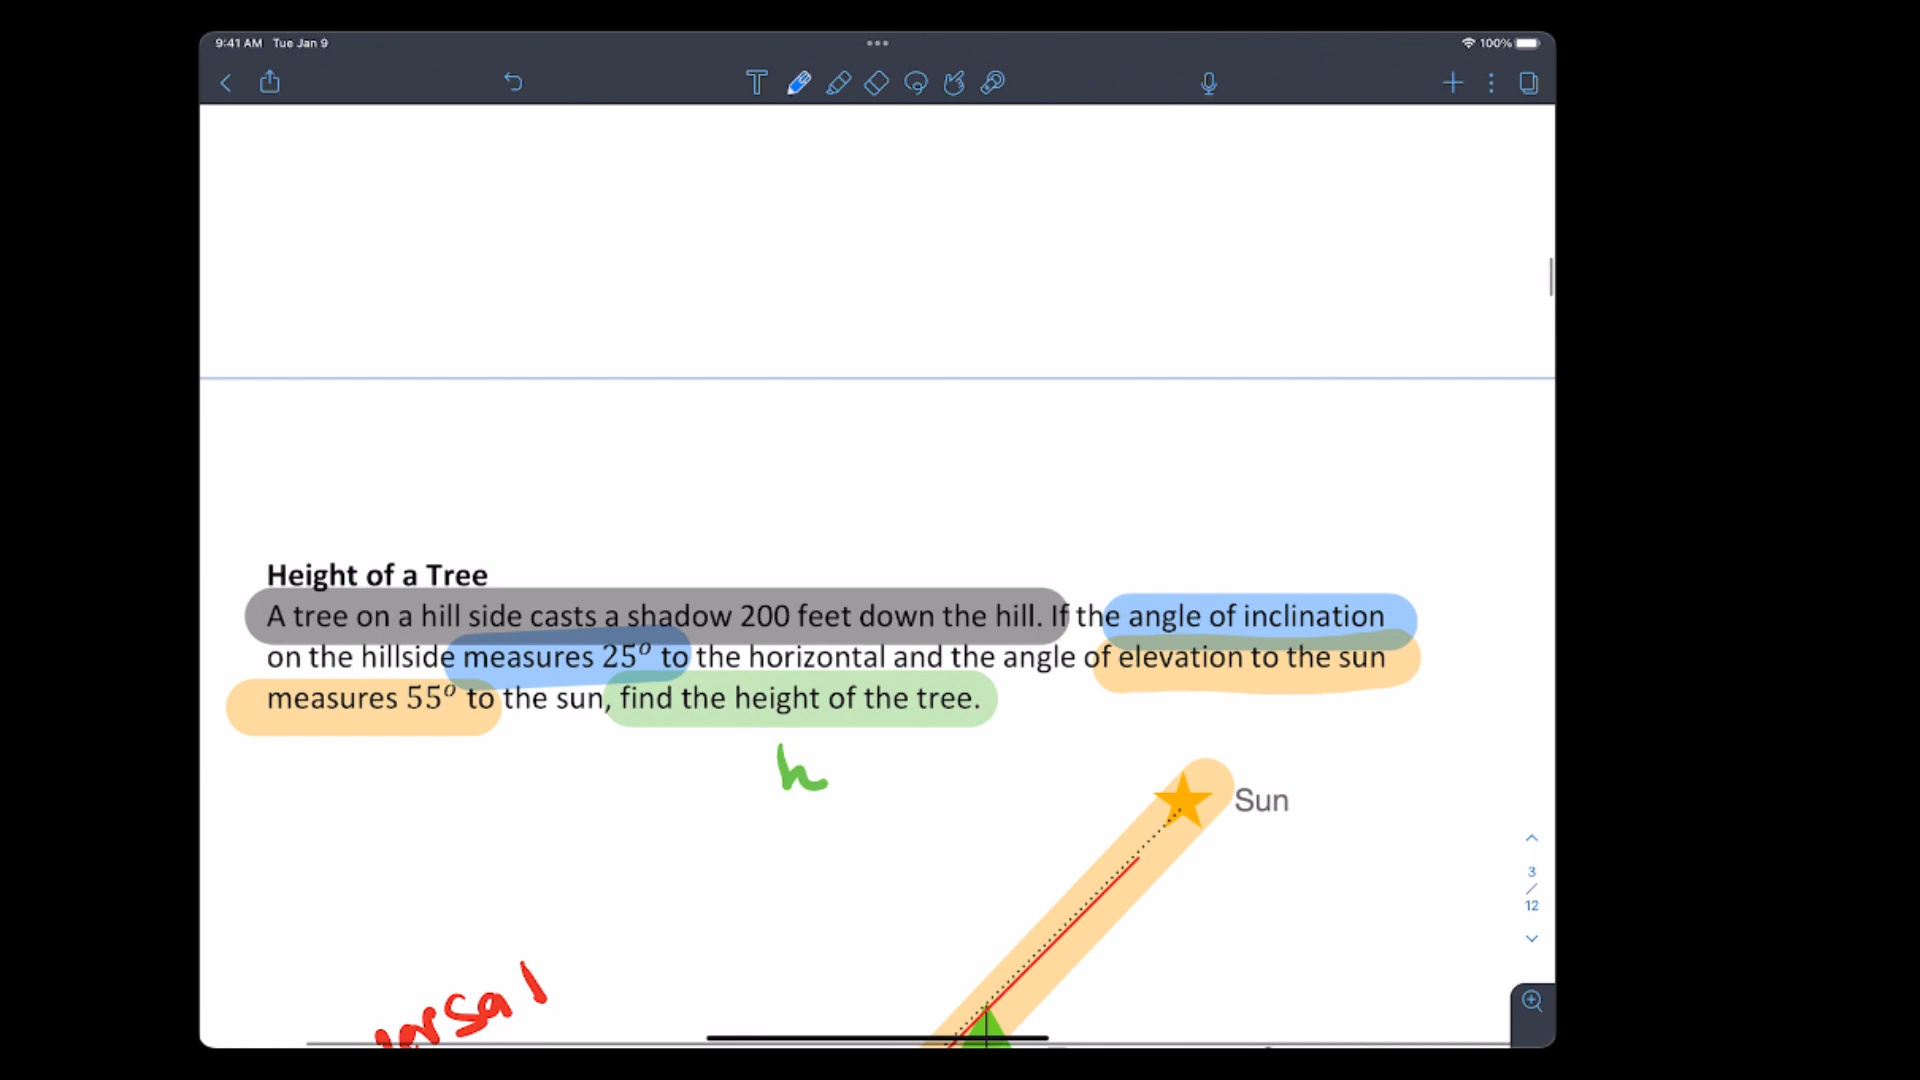 9:41 AM Tue Jan 9
100%
Height of a Tree
A tree on a hill side casts a shadow 200 feet down the hill. If the angle of inclination
on the hillside measures 25° to the horizontal and the angle of elevation to the sun
measures 55° to the sun, find the height of the tree.
h
Sun
3
/
12